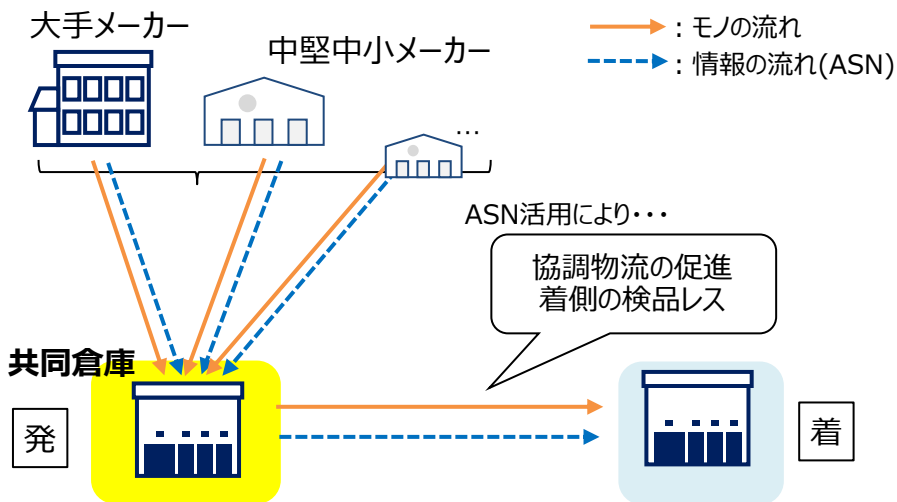 大手メーカー
中堅中小メーカー
…
：モノの流れ
：情報の流れ(ASN)
ASN活用により・・・
協調物流の促進
着側の検品レス
共同倉庫
発
着